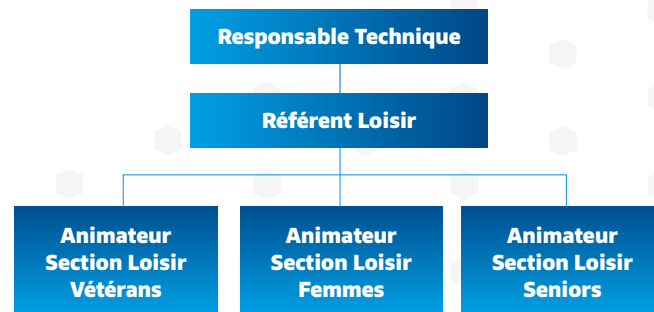 Responsable Technique
Référent Loisir
Animateur
Section Loisir
Vétérans
Animateur
Section Loisir
Femmes
Animateur
Section Loisir
Seniors